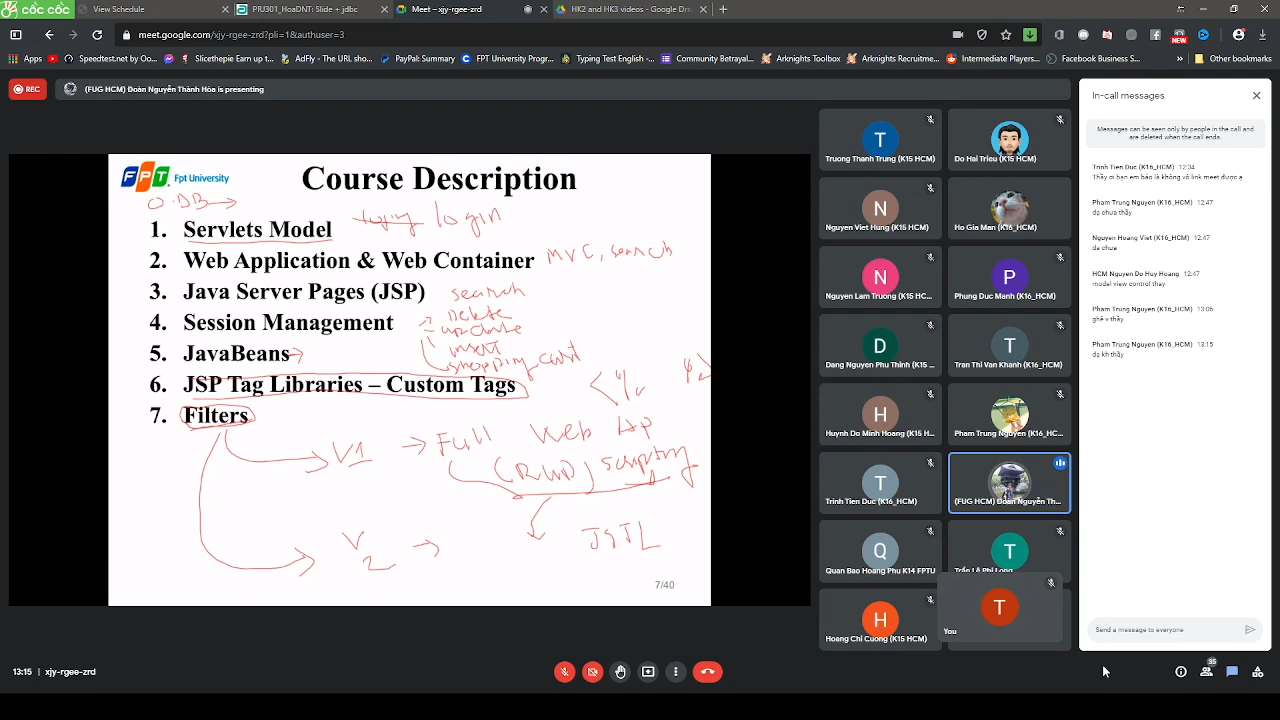 CỐC CỐC
View Schedule
PRJ301_HoaDNT: Slide + jdbc
Meet – xjy-rgee-zrd
HK2 and HK3 videos - Google Driv
meet.google.com/xjy-rgee-zrd?pli=1&authuser=3
Apps
Speedtest.net by Oo...
Slicethepie Earn up t...
AdFly - The URL sho...
PayPal: Summary
FPT University Progr...
Typing Test English -...
Community Betrayal...
Arknights Toolbox
Arknights Recruitme...
Intermediate Players...
Facebook Business S...
»
Other bookmarks
NEW
REC
(FUG HCM) Đoàn Nguyễn Thành Hòa is presenting
FPT Fpt University
Course Description
0. DB
1. Servlets Model
login
2. Web Application & Web Container
MVC, search
3. Java Server Pages (JSP)
search
4. Session Management
Delete
update
insert
5. JavaBeans
shopping cart
6. JSP Tag Libraries – Custom Tags
7. Filters
V1 → Full Web Ap
scripting
V2 →
JSTL
7/40
Truong Thanh Trung (K15 HCM)
Do Hai Trieu (K15 HCM)
N
Nguyen Viet Hung (K15 HCM)
Ho Gia Man (K15_HCM)
N
Nguyen Lam Truong (K15 HC...
P
Phung Duc Manh (K16_HCM)
D
Dang Nguyen Phu Thinh (K15 ...
T
Tran Thi Van Khanh (K16_HCM)
H
Huynh Do Minh Hoang (K15 H...
Pham Trung Nguyen (K16_HCM)
T
Trinh Tien Duc (K16_HCM)
(FUG HCM) Đoàn Nguyễn Th...
Q
Quan Bao Hoang Phu K14 FPTU
T
Trần Lê Phi Long
H
Hoang Chi Cuong (K15 HCM)
T
You
In-call messages
Messages can be seen only by people in the call and
are deleted when the call ends.
Trinh Tien Duc (K16_HCM) 12:34
Thầy ơi bạn em bảo là không vô link meet được ạ
Pham Trung Nguyen (K16_HCM) 12:47
dạ chưa thầy
Nguyen Hoang Viet (K16_HCM) 12:47
da chua
HCM Nguyen Do Huy Hoang 12:47
model view control thay
Pham Trung Nguyen (K16_HCM) 13:06
ghê v thầy
Pham Trung Nguyen (K16_HCM) 13:15
dạ kh thầy
Send a message to everyone
13:15
xjy-rgee-zrd
35